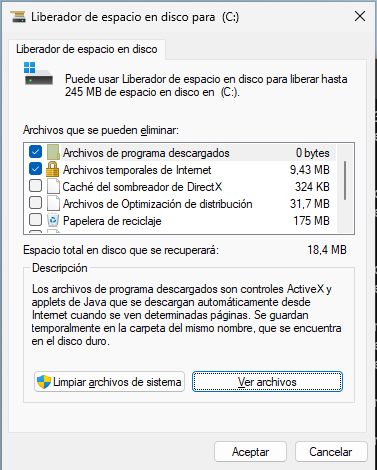 Liberador de espacio en disco para  (C:)
Liberador de espacio en disco
Puede usar Liberador de espacio en disco para liberar hasta
245 MB de espacio en disco en  (C:).
Archivos que se pueden eliminar:
Archivos de programa descargados 0 bytes
Archivos temporales de Internet 9,43 MB
Caché del sombreador de DirectX 324 KB
Archivos de Optimización de distribución 31,7 MB
Papelera de reciclaje 175 MB
Espacio total en disco que se recuperará: 18,4 MB
Descripción
Los archivos de programa descargados son controles ActiveX y
applets de Java que se descargan automáticamente desde
Internet cuando se ven determinadas páginas. Se guardan
temporalmente en la carpeta del mismo nombre, que se encuentra
en el disco duro.
Limpiar archivos de sistema Ver archivos
Aceptar Cancelar